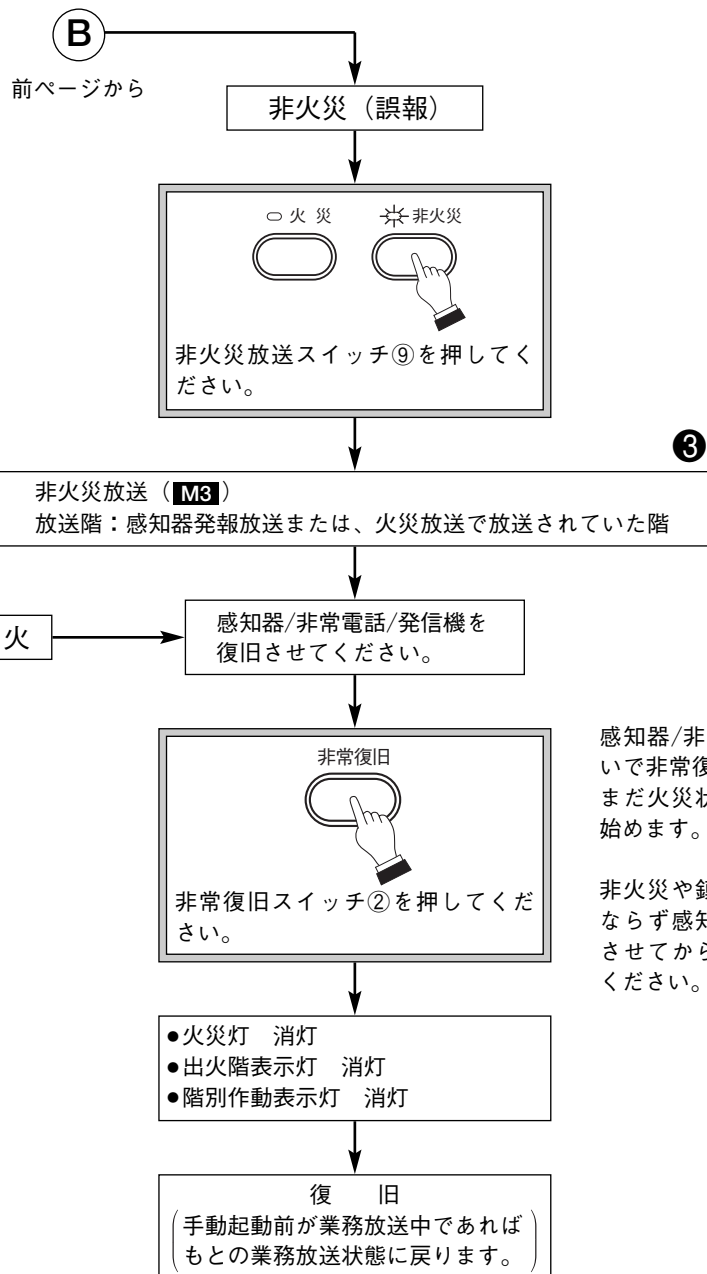 B
前ページから
非火災（誤報）
火 災
非火災
非火災放送スイッチ⑨を押してく
ださい。
❸
非火災放送（M3）
放送階：感知器発報放送または、火災放送で放送されていた階
火
感知器/非常電話/発信機を
復旧させてください。
非常復旧
非常復旧スイッチ②を押してくだ
さい。
感知器/非
いで非常復
まだ火災状
始めます。
非火災や鎮
ならず感知
させてから
ください。
●火災灯　消灯
●出火階表示灯　消灯
●階別作動表示灯　消灯
復　　旧
（手動起動前が業務放送中であれば
もとの業務放送状態に戻ります。）